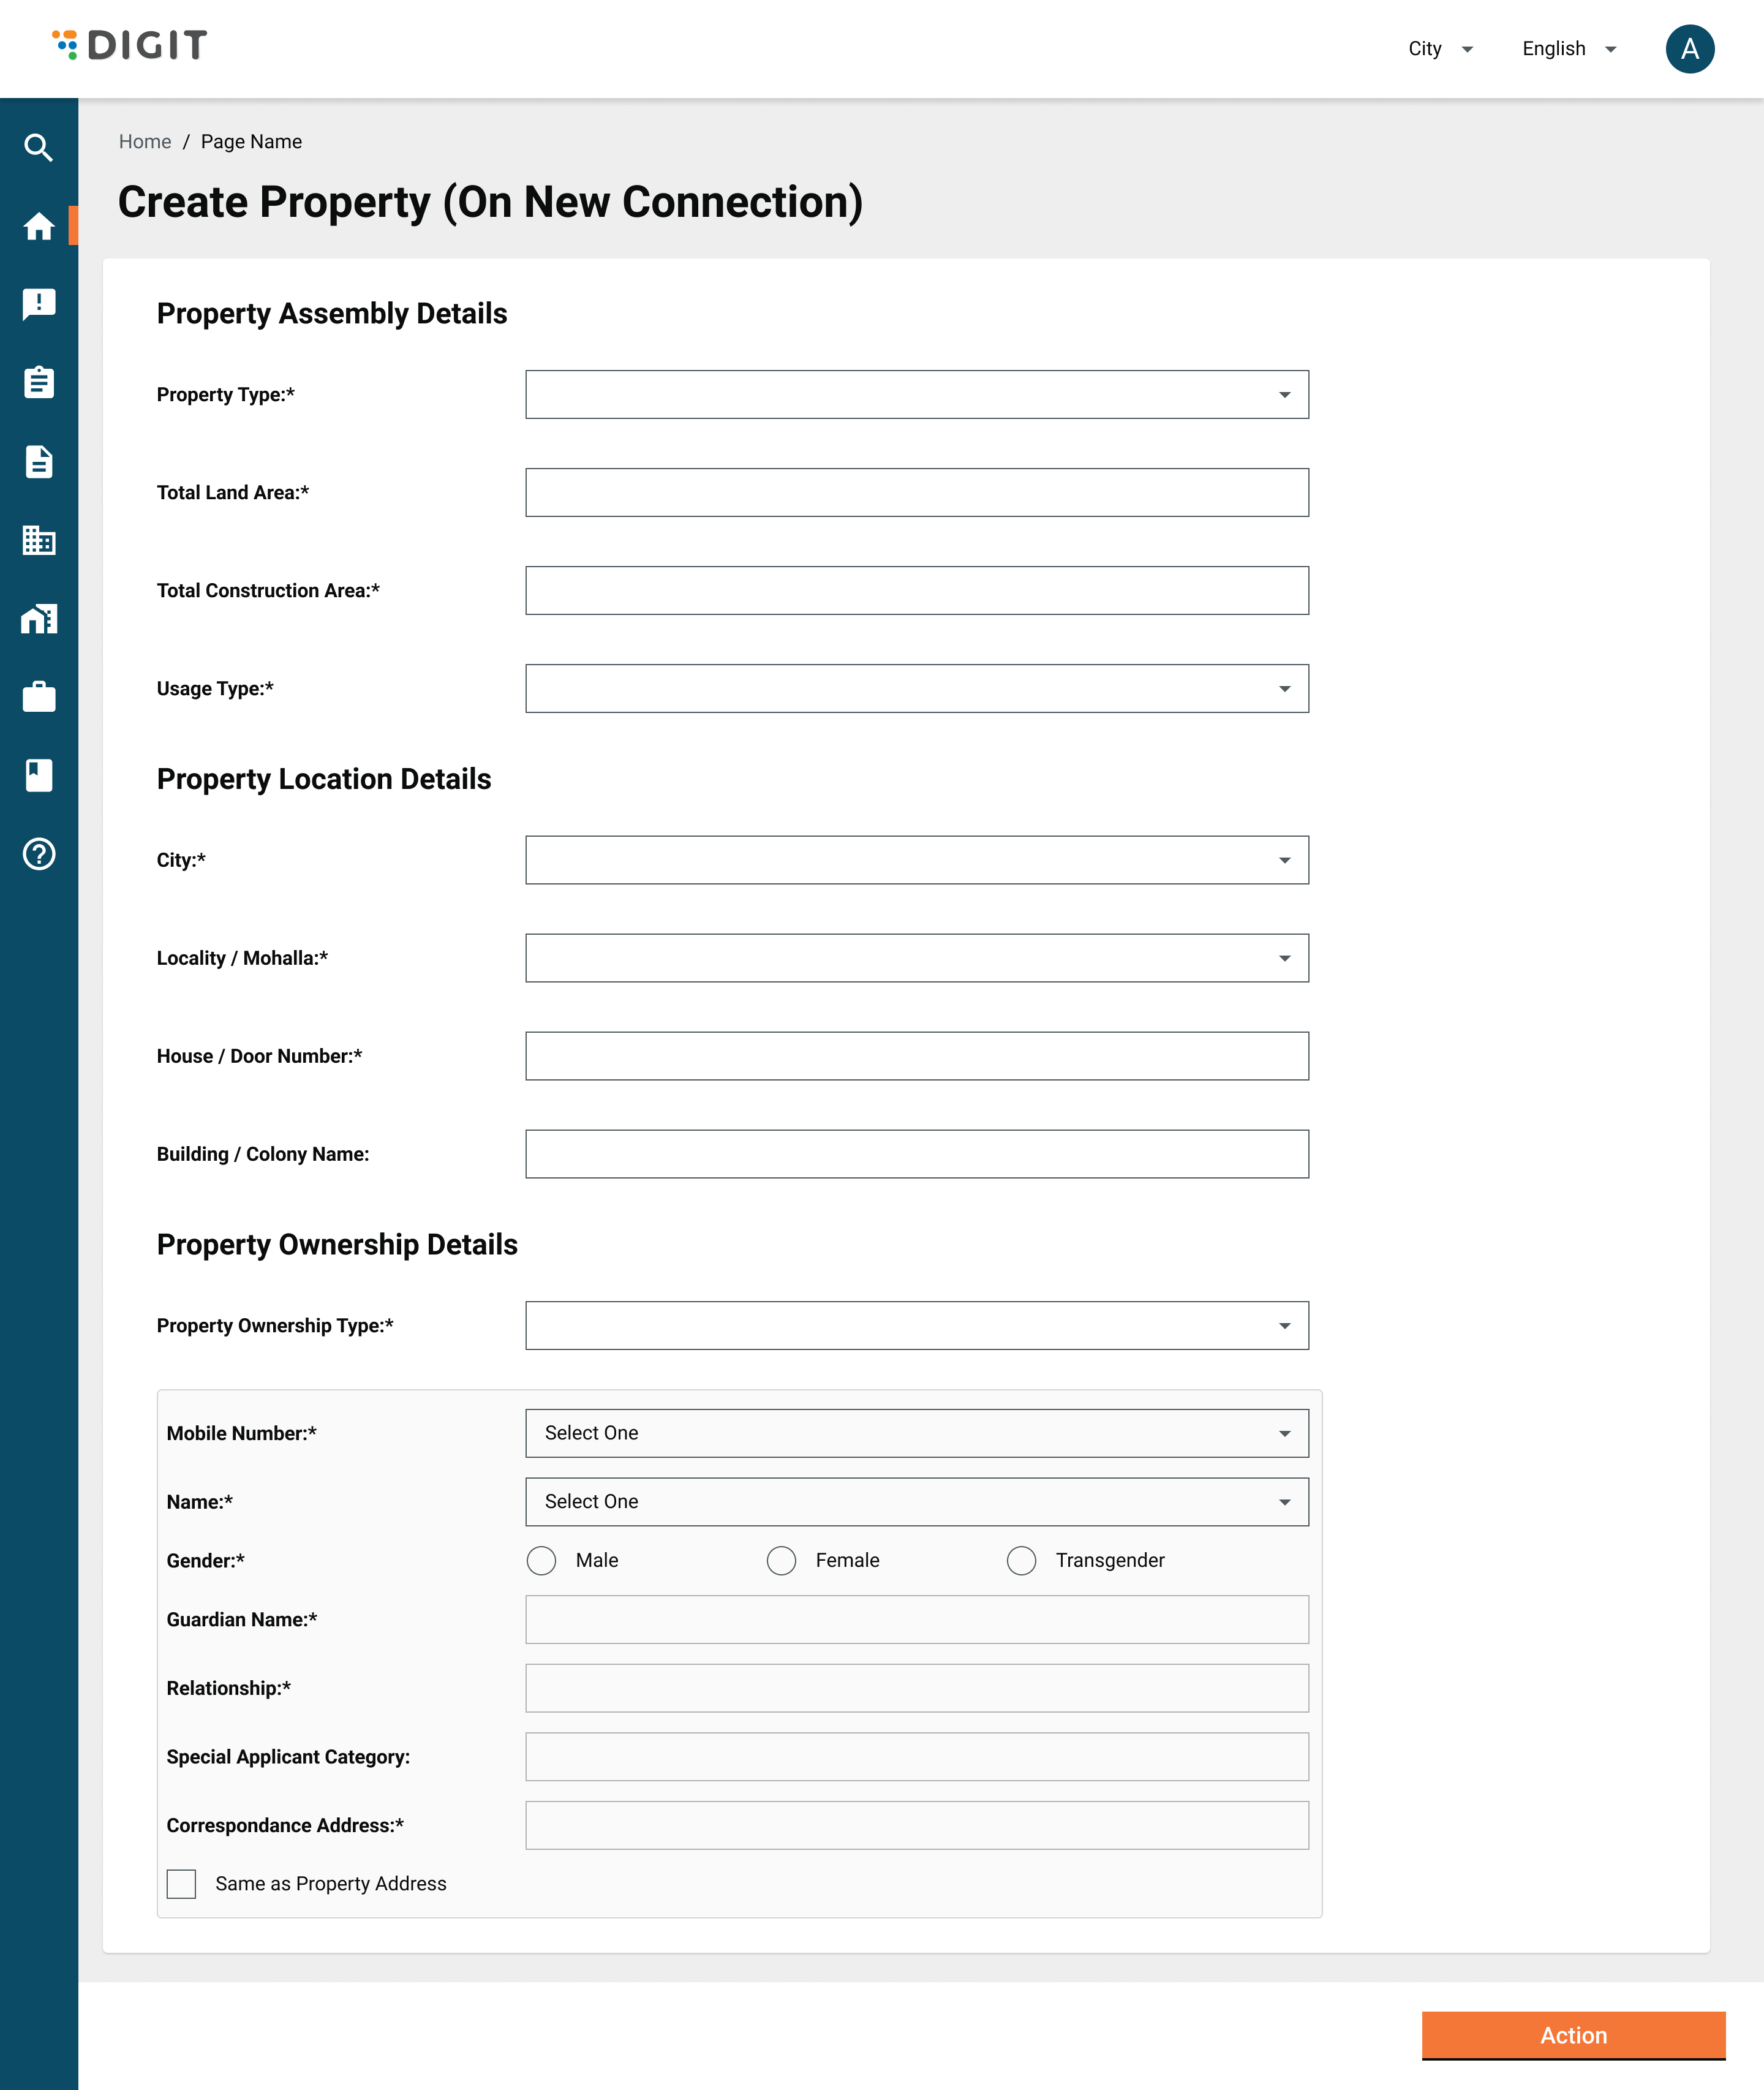 DIGIT
City
English
A
Home / Page Name
Create Property (On New Connection)
Property Assembly Details
Property Type:*
Total Land Area:*
Total Construction Area:*
Usage Type:*
Property Location Details
City:*
Locality / Mohalla:*
House / Door Number:*
Building / Colony Name:
Property Ownership Details
Property Ownership Type:*
Mobile Number:* Select One
Name:* Select One
Gender:* Male Female Transgender
Guardian Name:*
Relationship:*
Special Applicant Category:
Correspondance Address:*
Same as Property Address
Action